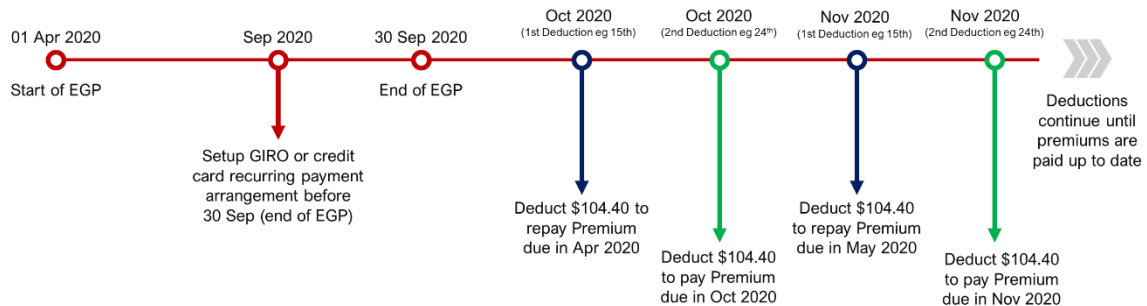 01 Apr 2020
Start of EGP
Sep 2020
Setup GIRO or credit
card recurring payment
arrangement before
30 Sep (end of EGP)
30 Sep 2020
End of EGP
Oct 2020
(1st Deduction eg 15th)
Deduct $104.40 to
repay Premium
due in Apr 2020
Oct 2020
(2nd Deduction eg 24th)
Deduct $104.40
to pay Premium
due in Oct 2020
Nov 2020
(1st Deduction eg 15th)
Deduct $104.40
to repay Premium
due in May 2020
Nov 2020
(2nd Deduction eg 24th)
Deduct $104.40
to pay Premium
due in Nov 2020
Deductions
continue until
premiums are
paid up to date